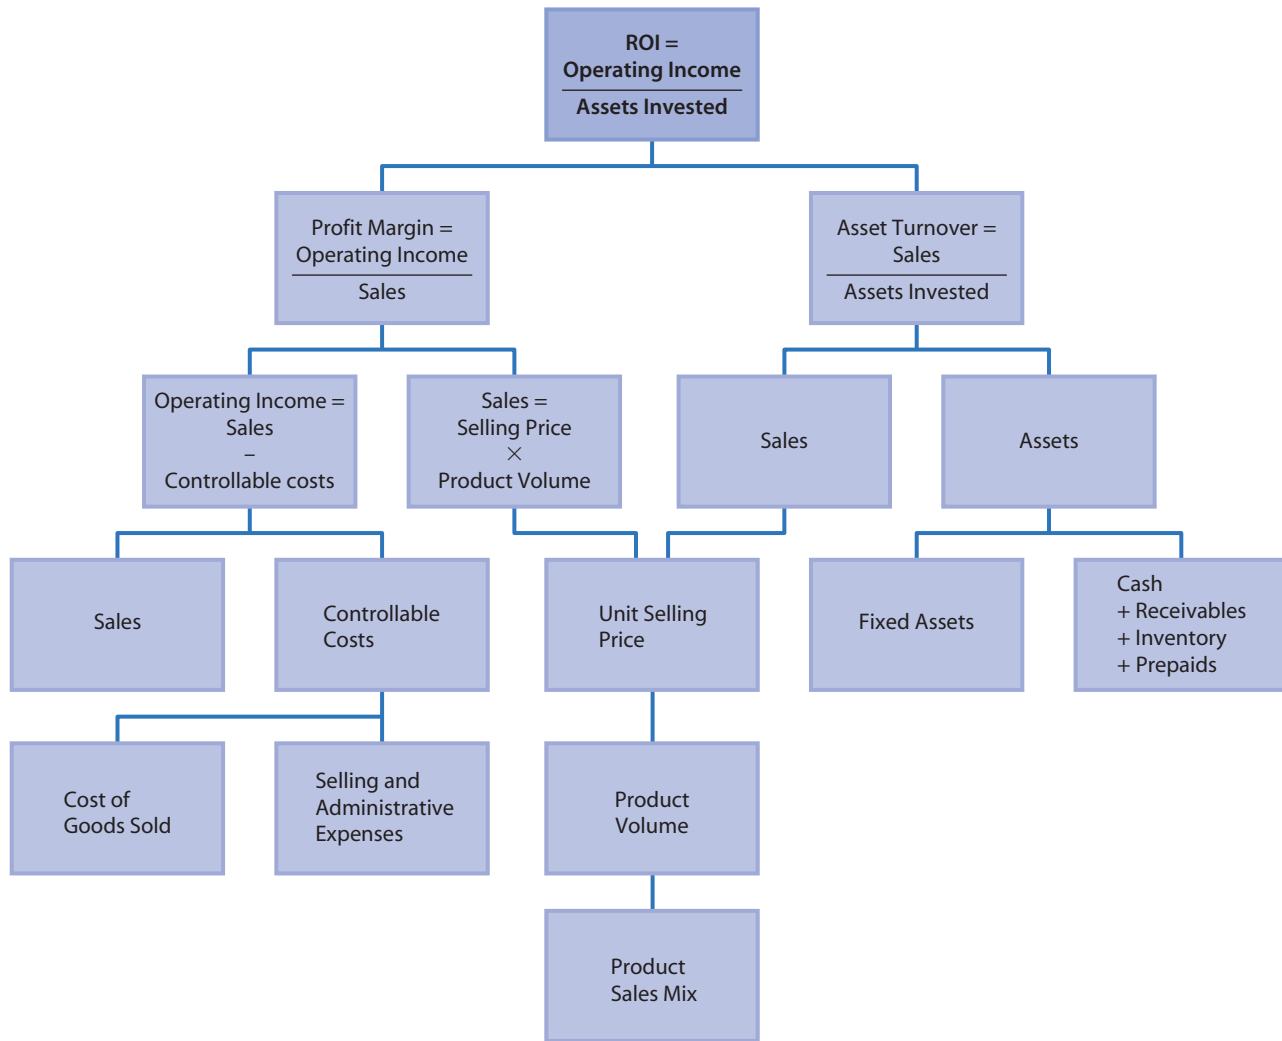 ROI =
Operating Income
Assets Invested
Profit Margin =
Operating Income
Sales
Asset Turnover =
Sales
Assets Invested
Operating Income =
Sales
–
Controllable costs
Sales =
Selling Price
×
Product Volume
Sales
Assets
Sales
Controllable
Costs
Unit Selling
Price
Fixed Assets
Cash
+ Receivables
+ Inventory
+ Prepaids
Cost of
Goods Sold
Selling and
Administrative
Expenses
Product
Volume
Product
Sales Mix